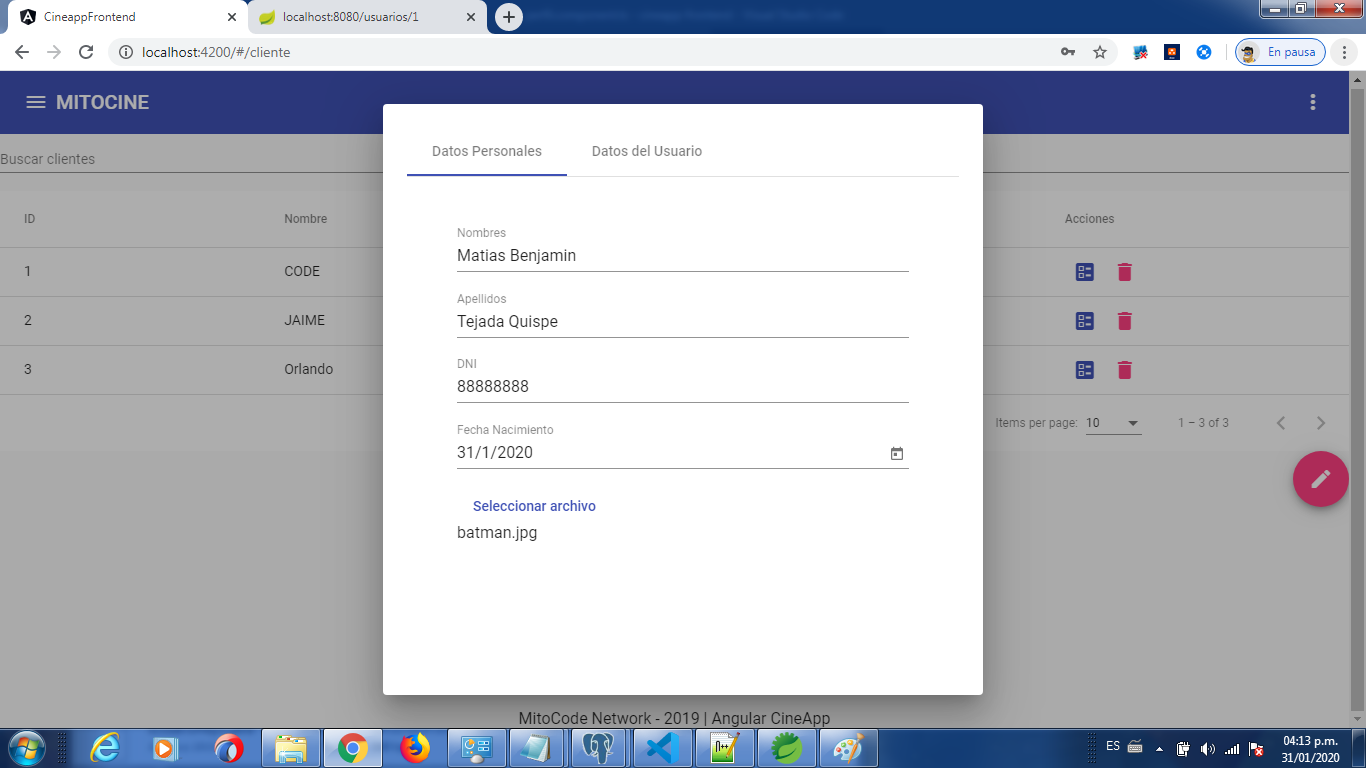 CineappFrontend
localhost:8080/usuarios/1
localhost:4200/#/cliente
En pausa
MITOCINE
Buscar clientes
ID
Nombre
Acciones
1
CODE
2
JAIME
3
Orlando
Items per page:
10
1 – 3 of 3
Datos Personales
Datos del Usuario
Nombres
Matias Benjamin
Apellidos
Tejada Quispe
DNI
88888888
Fecha Nacimiento
31/1/2020
Seleccionar archivo
batman.jpg
MitoCode Network - 2019 | Angular CineApp
ES
04:13 p.m.
31/01/2020